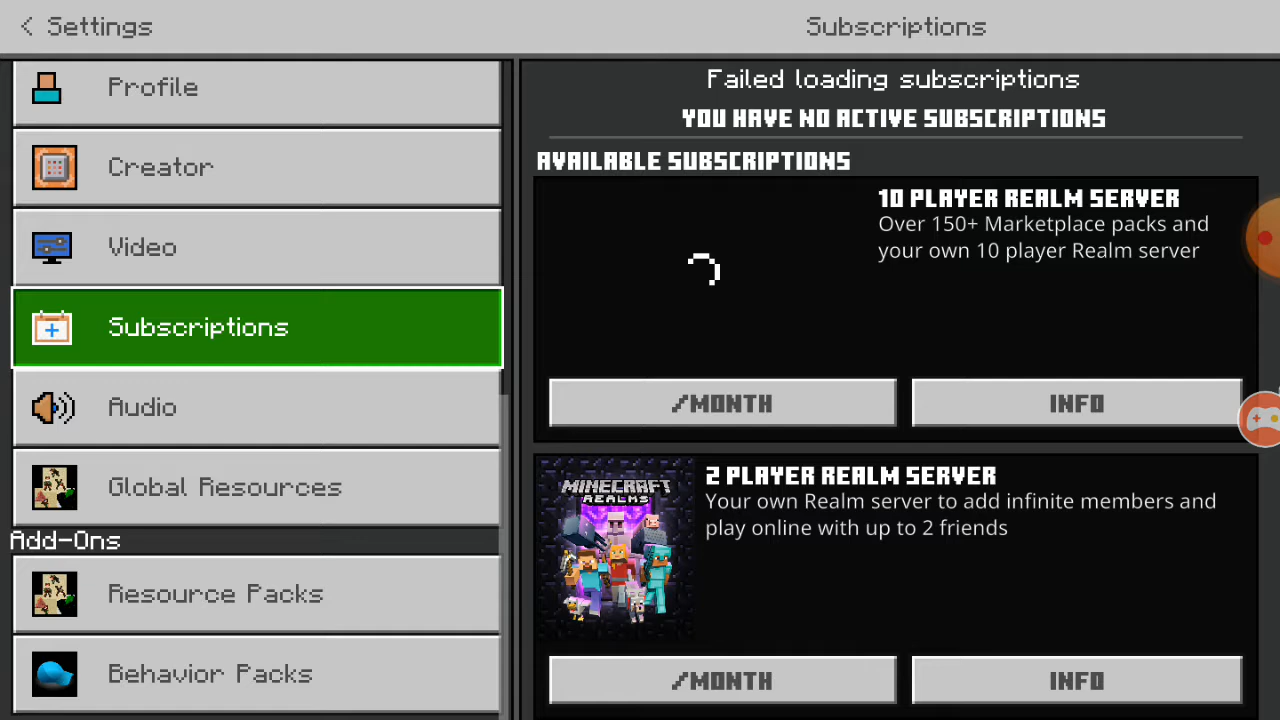 Settings
Subscriptions
Profile
Creator
Video
Subscriptions
Audio
Global Resources
Add-Ons
Resource Packs
Behavior Packs
Failed loading subscriptions
YOU HAVE NO ACTIVE SUBSCRIPTIONS
AVAILABLE SUBSCRIPTIONS
10 PLAYER REALM SERVER
Over 150+ Marketplace packs and
your own 10 player Realm server
/MONTH
INFO
MINECRAFT
REALMS
2 PLAYER REALM SERVER
Your own Realm server to add infinite members and
play online with up to 2 friends
/MONTH
INFO